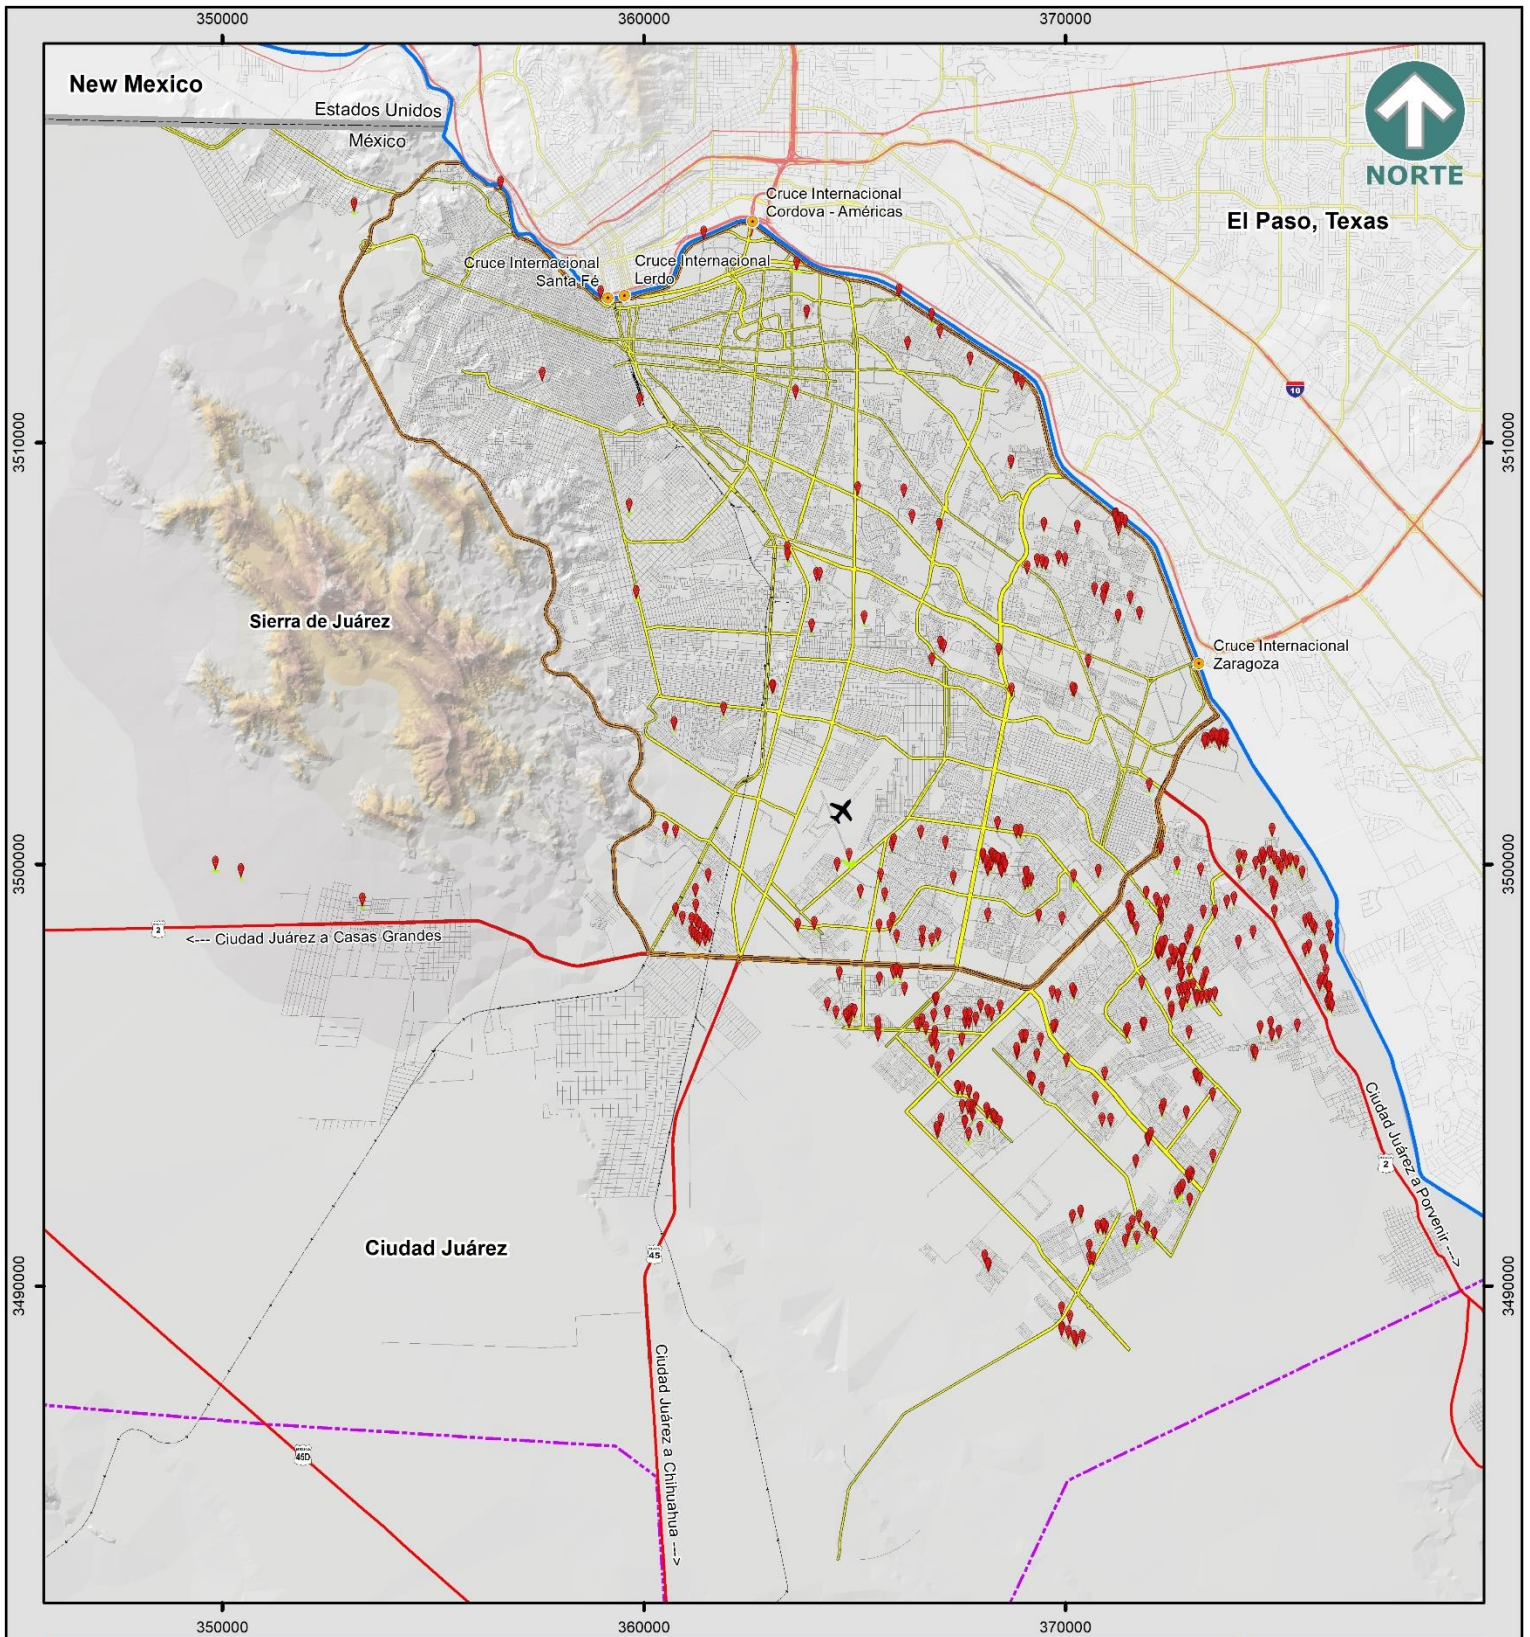 350000
360000
370000
New Mexico
Estados Unidos
México
NORTE
El Paso, Texas
Cruce Internacional
Cordova - Américas
Cruce Internacional
Santa Fé
Cruce Internacional
Lerdo
10
3510000
3510000
Sierra de Juárez
Cruce Internacional
Zaragoza
3500000
3500000
2
<--- Ciudad Juárez a Casas Grandes
Ciudad Juárez a Porvenir --->
2
Ciudad Juárez
45
3490000
3490000
Ciudad Juárez a Chihuahua --->
45D
350000
360000
370000